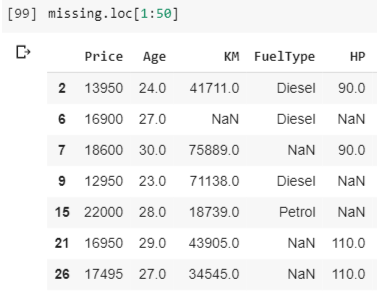 [99] missing.loc[1:50]
Price Age KM FuelType HP
2 13950 24.0 41711.0 Diesel 90.0
6 16900 27.0 NaN Diesel NaN
7 18600 30.0 75889.0 NaN 90.0
9 12950 23.0 71138.0 Diesel NaN
15 22000 28.0 18739.0 Petrol NaN
21 16950 29.0 43905.0 NaN 110.0
26 17495 27.0 34545.0 NaN 110.0